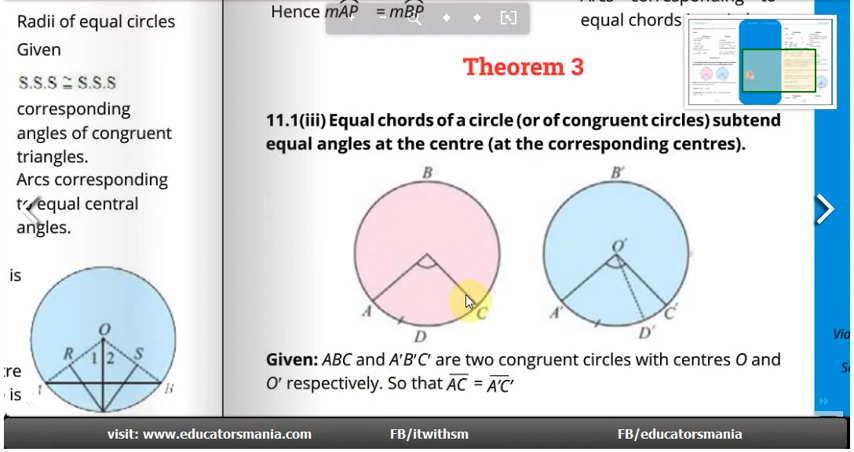 Radii of equal circles
Given
S.S.S ≅ S.S.S
corresponding
angles of congruent
triangles.
Arcs corresponding
to equal central
angles.
is
O
R 1 2 S
B
is
Hence mAP = mBP
equal chords
Theorem 3
11.1(iii) Equal chords of a circle (or of congruent circles) subtend
equal angles at the centre (at the corresponding centres).
B
A
C
D
B'
O'
A'
C'
D'
Given: ABC and A'B'C' are two congruent circles with centres O and
O' respectively. So that AC = A'C'
visit: www.educatorsmania.com
FB/itwithsm
FB/educatorsmania